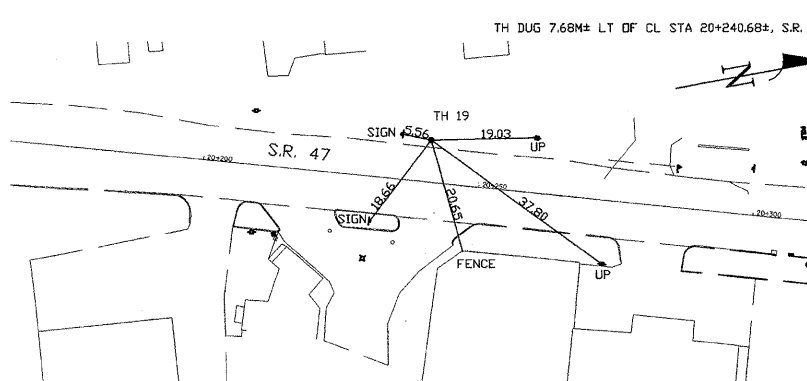 TH DUG 7.68M± LT OF CL STA 20+240.68±, S.R.
N
TH 19
SIGN 5.56
19.03
UP
S.R. 47
20+200
20+250
20+300
18.66
20.65
37.80
SIGN
FENCE
UP